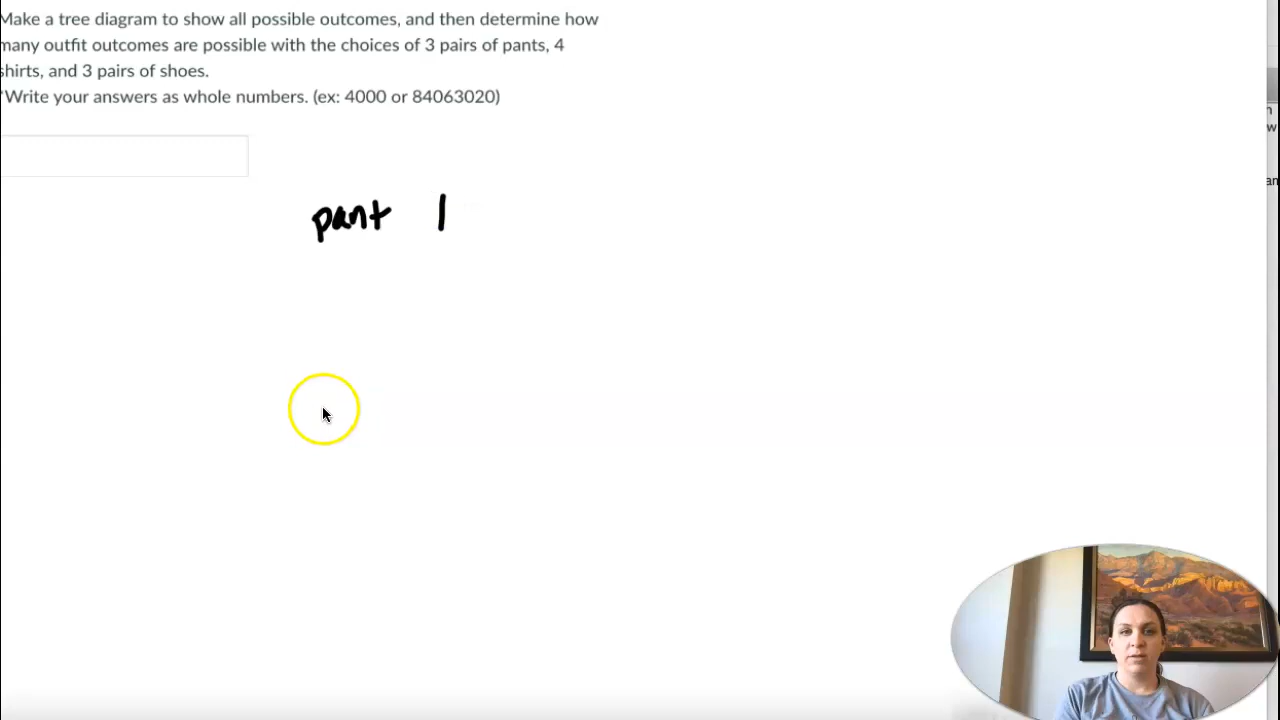 Make a tree diagram to show all possible outcomes, and then determine how
many outfit outcomes are possible with the choices of 3 pairs of pants, 4
shirts, and 3 pairs of shoes.
*Write your answers as whole numbers. (ex: 4000 or 84063020)
pant 1